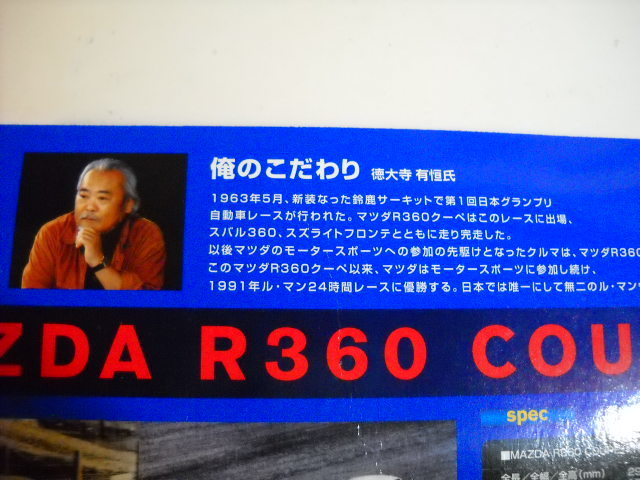 俺のこだわり 徳大寺 有恒氏
1963年5月、新装なった鈴鹿サーキットで第1回日本グランプリ
自動車レースが行われた。マツダR360クーペはこのレースに出場、
スバル360、スズライトフロンテとともに走り完走した。
以後マツダのモータースポーツへの参加の先駆けとなったクルマは、マツダR360
このマツダR360クーペ以来、マツダはモータースポーツに参加し続け、
1991年ル・マン24時間レースに優勝する。日本では唯一にして無二のル・マン
ZDA R360 COU
spec
■MAZDA R360 COUP
全長／全幅／全高(mm)